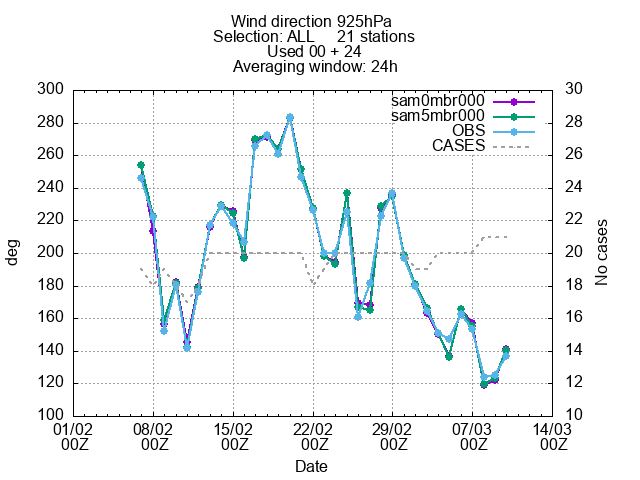 Wind direction 925hPa
Selection: ALL 21 stations
Used 00 + 24
Averaging window: 24h
300 30
sam0mbr000
sam5mbr000
OBS
CASES
280 28
260 26
240 24
220 22
200 20
180 18
160 16
140 14
120 12
100 10
deg
No cases
01/02 08/02 15/02 22/02 29/02 07/03 14/03
00Z 00Z 00Z 00Z 00Z 00Z 00Z
Date